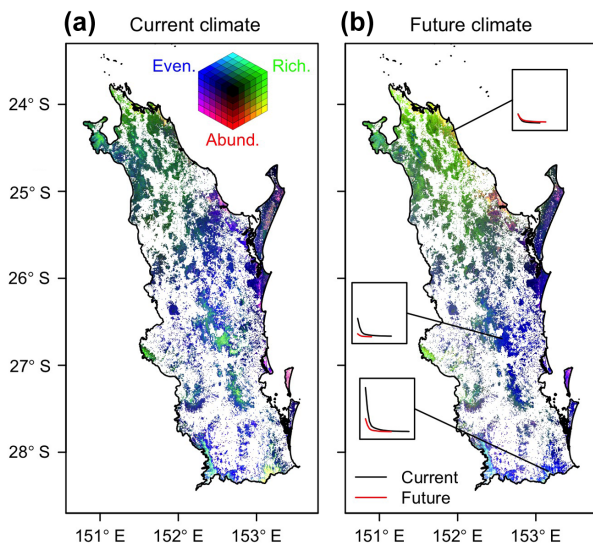 (a) Current climate
(b) Future climate
Even.
Rich.
Abund.
24° S
25° S
26° S
27° S
28° S
Current
Future
151° E
152° E
153° E
151° E
152° E
153° E